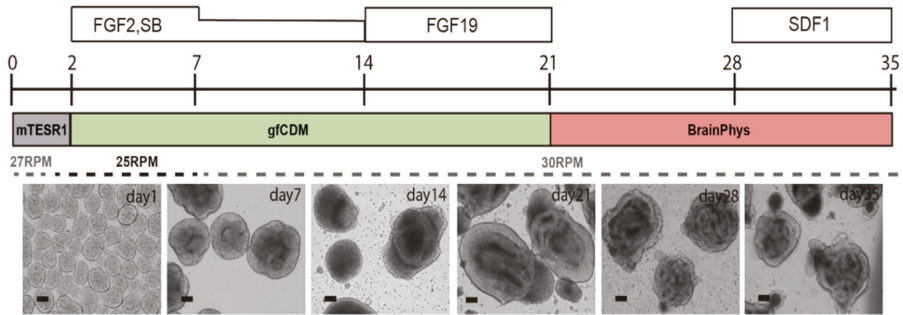 FGF2,SB
FGF19
SDF1
0 2 7 14 21 28 35
mTESR1 gfCDM BrainPhys
27RPM 25RPM 30RPM
day1 day7 day14 day21 day28 day35